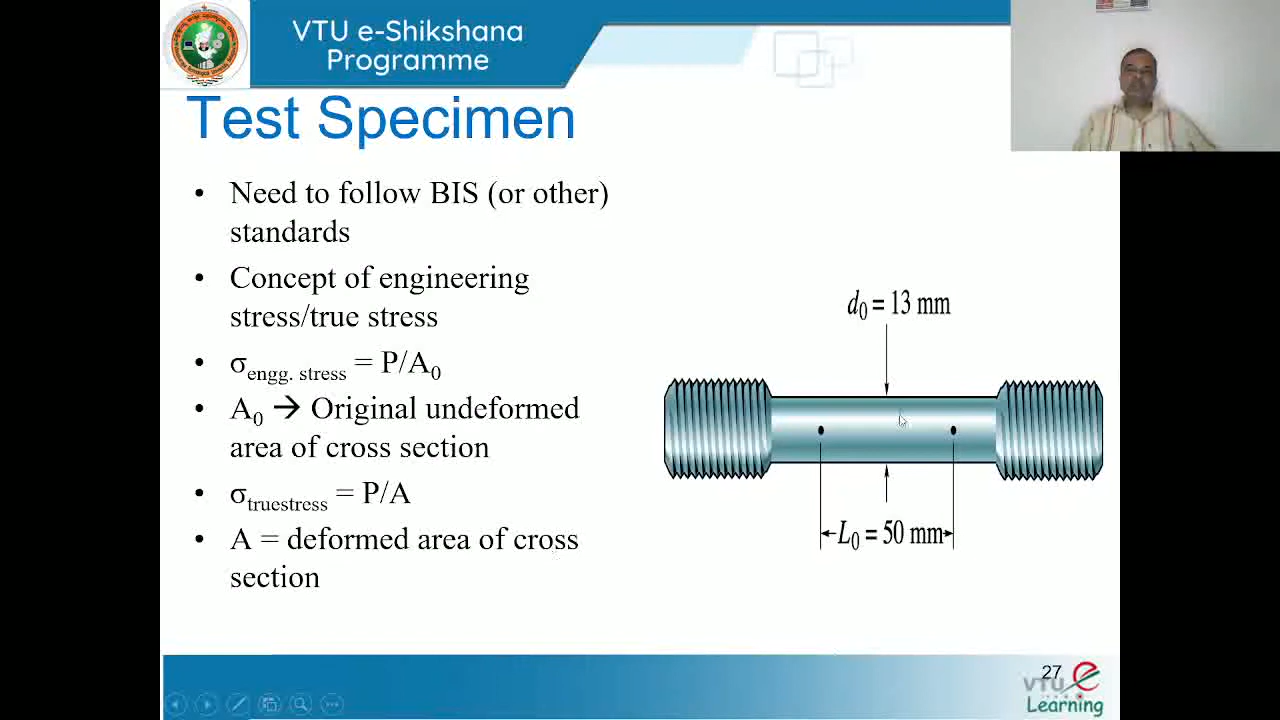 VTU e-Shikshana
Programme
Test Specimen
• Need to follow BIS (or other)
standards
• Concept of engineering
stress/true stress
• σengg. stress = P/A0
• A0 → Original undeformed
area of cross section
• σtruestress = P/A
• A = deformed area of cross
section
d0 = 13 mm
L0 = 50 mm
27
VTU e
Learning